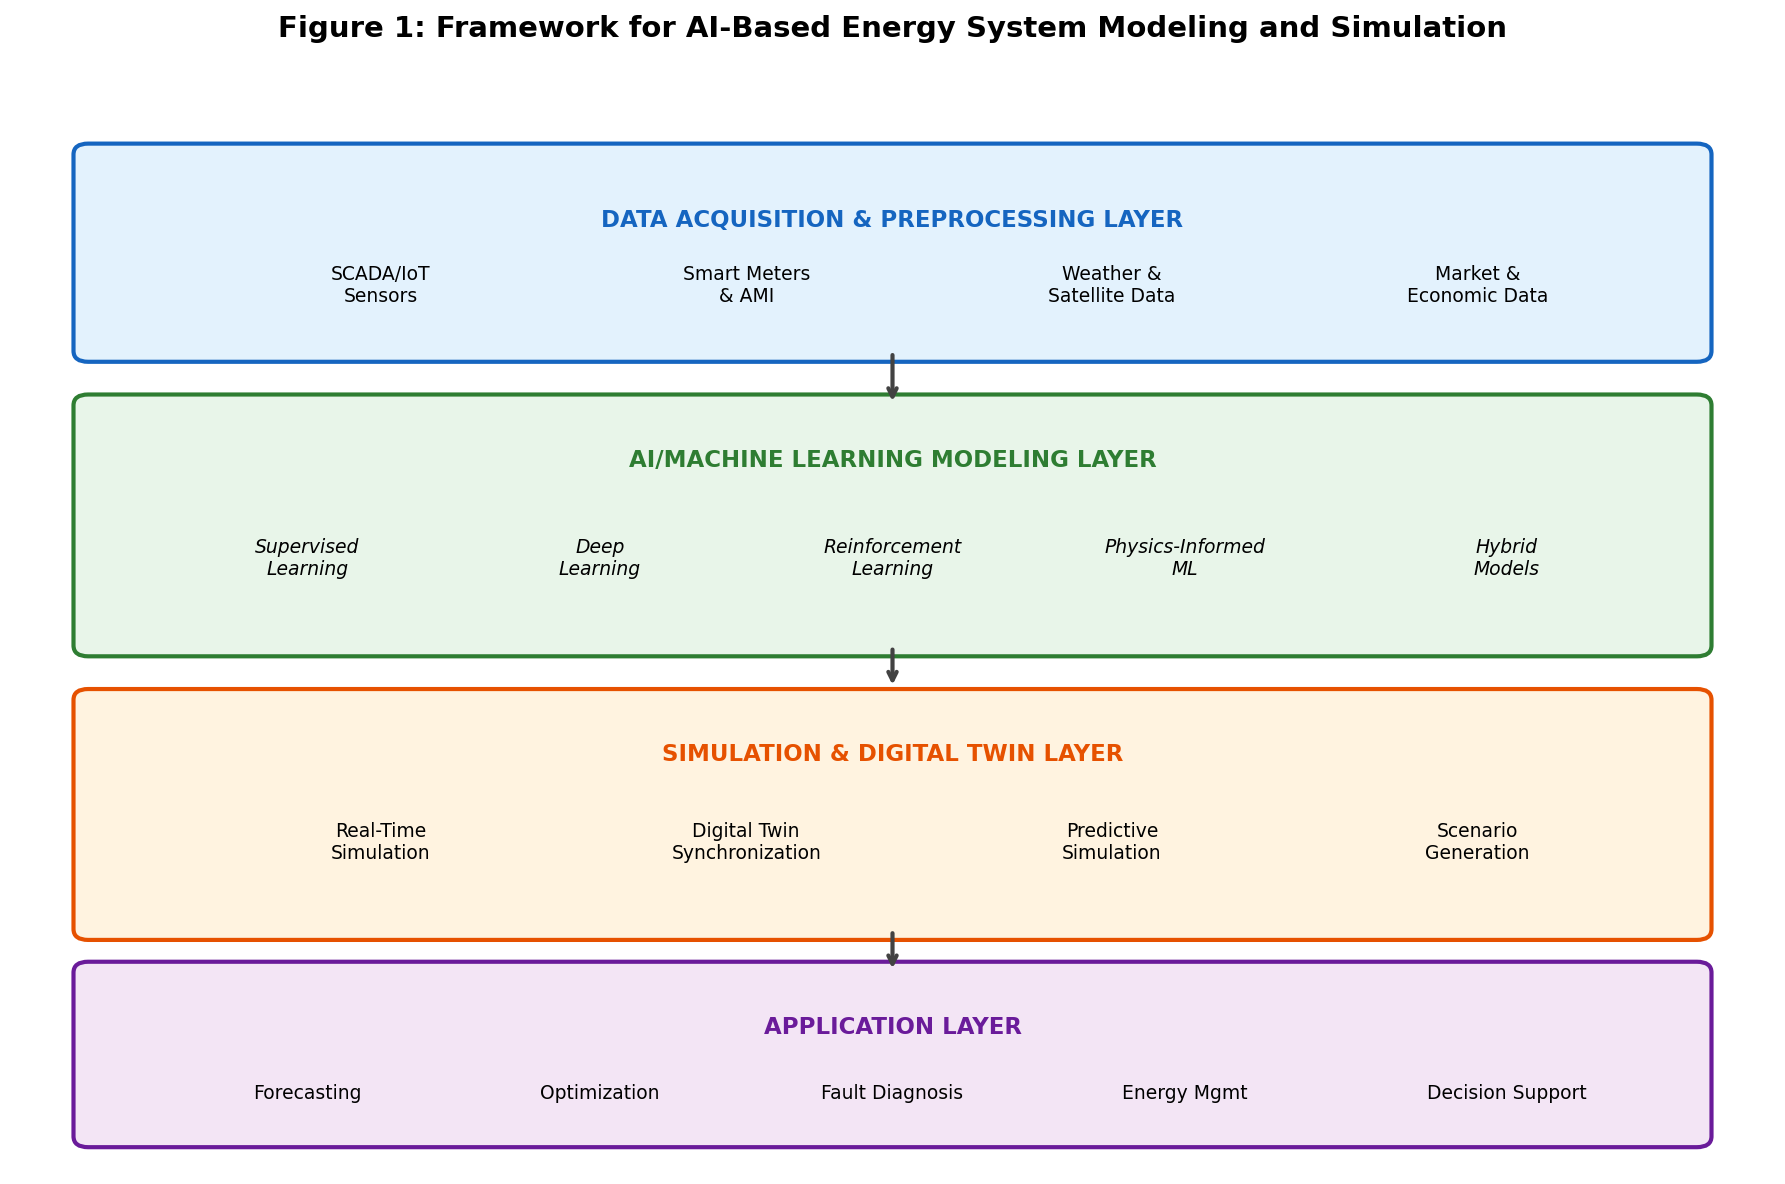 Figure 1: Framework for AI-Based Energy System Modeling and Simulation
DATA ACQUISITION & PREPROCESSING LAYER
SCADA/IoT
Sensors
Smart Meters
& AMI
Weather &
Satellite Data
Market &
Economic Data
AI/MACHINE LEARNING MODELING LAYER
Supervised
Learning
Deep
Learning
Reinforcement
Learning
Physics-Informed
ML
Hybrid
Models
SIMULATION & DIGITAL TWIN LAYER
Real-Time
Simulation
Digital Twin
Synchronization
Predictive
Simulation
Scenario
Generation
APPLICATION LAYER
Forecasting
Optimization
Fault Diagnosis
Energy Mgmt
Decision Support